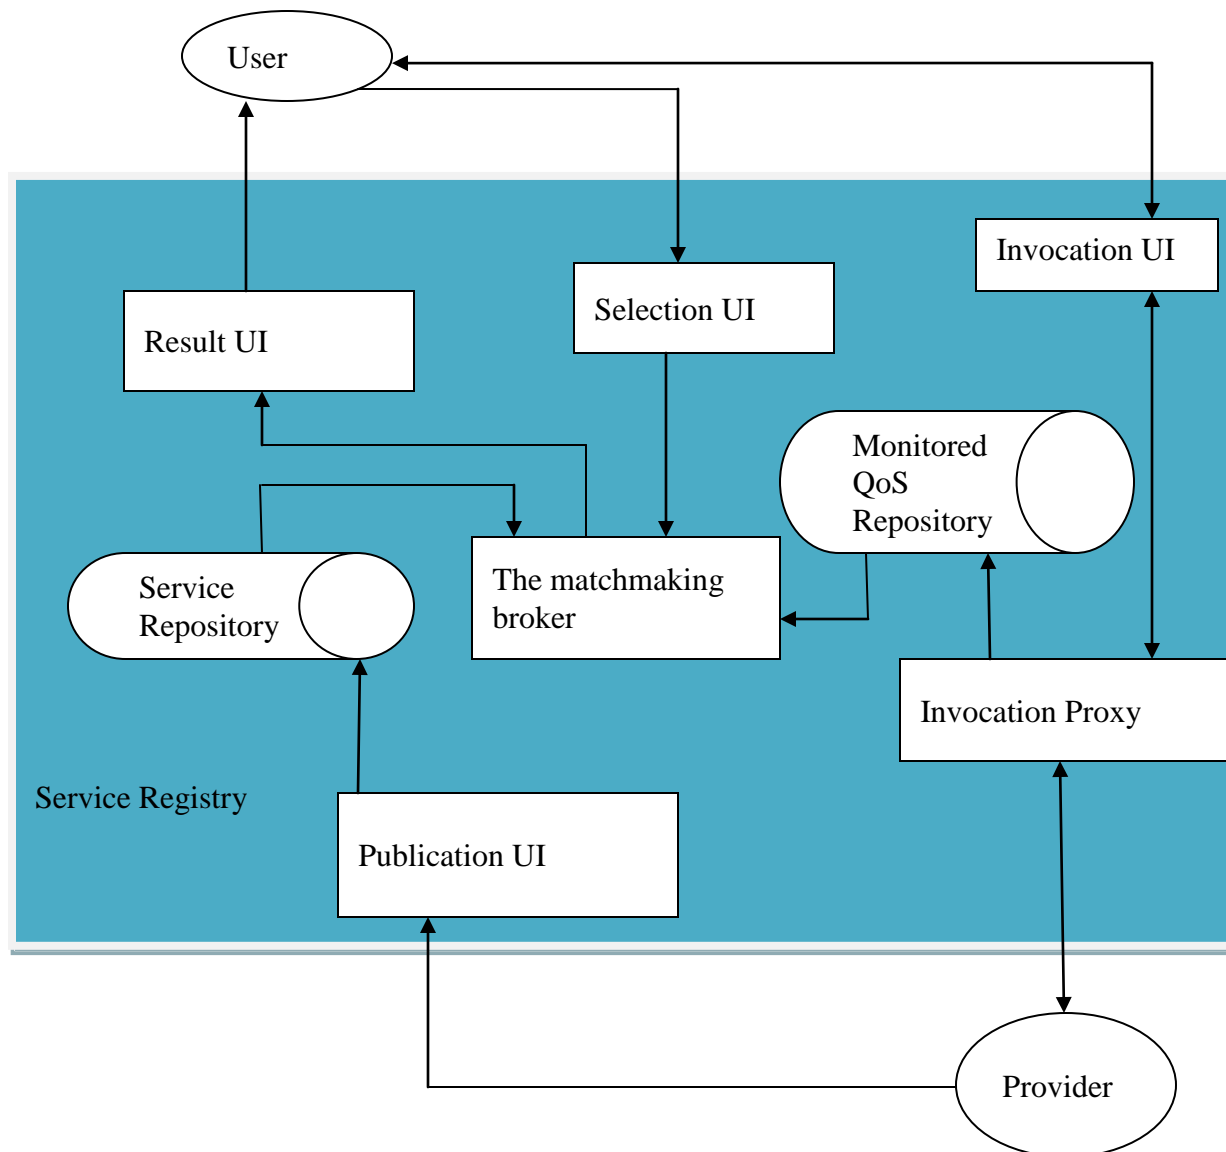 User
Invocation UI
Selection UI
Result UI
Monitored
QoS
Repository
The matchmaking
broker
Service
Repository
Invocation Proxy
Service Registry
Publication UI
Provider